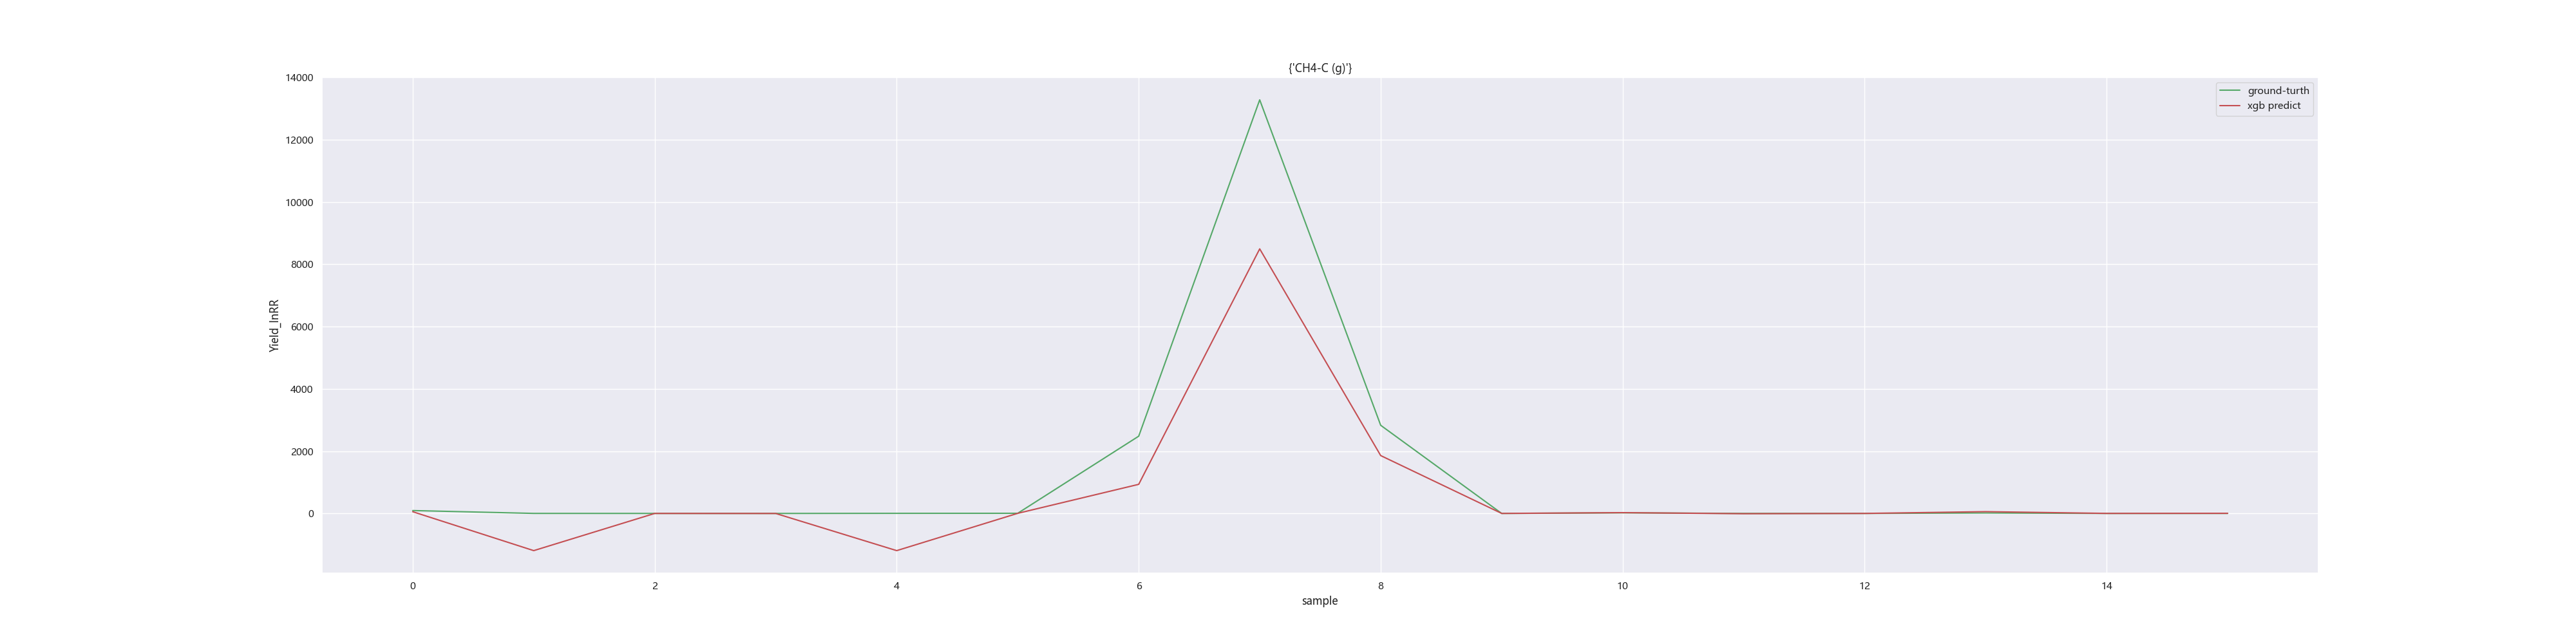 {'CH4-C (g)'}
14000
12000
10000
8000
6000
4000
2000
0
Yield_lnRR
0 2 4 6 8 10 12 14
sample
ground-turth
xgb predict